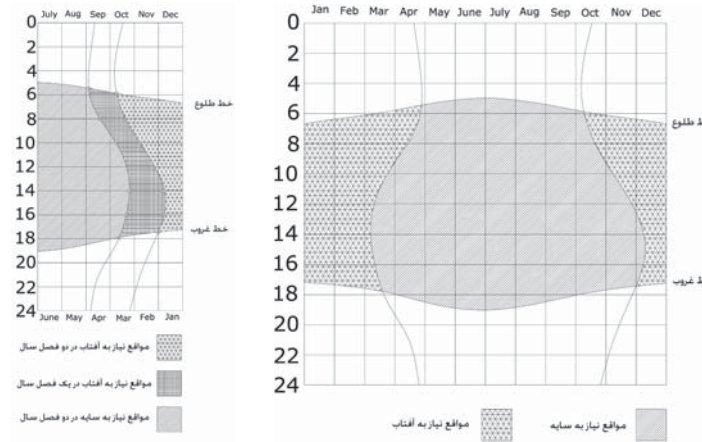 July Aug Sep Oct Nov Dec
0
2
4
6
8
10
12
14
16
18
20
22
24
خط طلوع
خط غروب
June May Apr Mar Feb Jan
مواقع نیاز به آفتاب در دو فصل سال
مواقع نیاز به آفتاب در یک فصل سال
مواقع نیاز به سایه در دو فصل سال
Jan Feb Mar Apr May June July Aug Sep Oct Nov Dec
0
2
4
6
8
10
12
14
16
18
20
22
24
خط طلوع
خط غروب
مواقع نیاز به آفتاب
مواقع نیاز به سایه